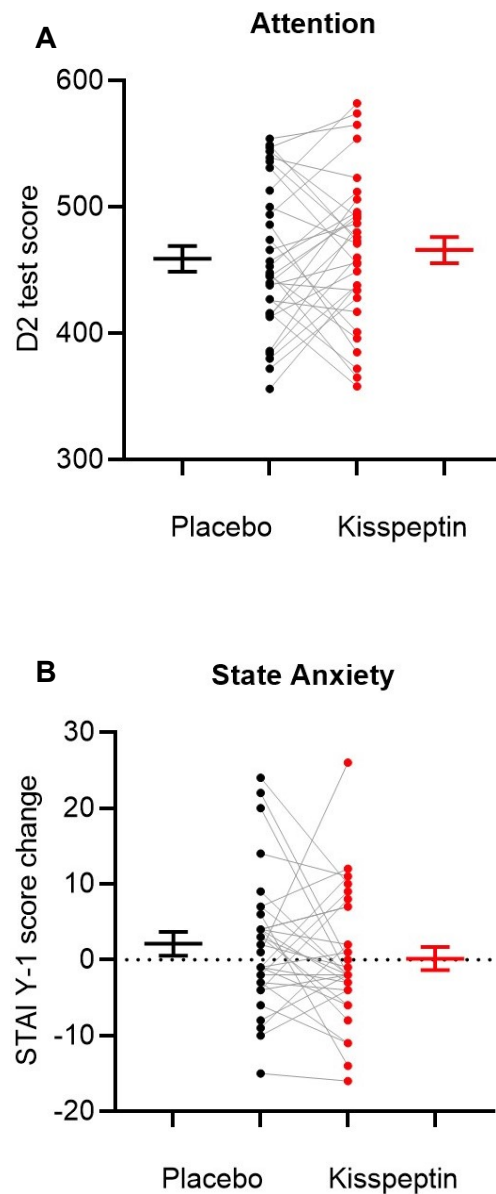 A
Attention
600
500
400
300
D2 test score
Placebo
Kisspeptin
B
State Anxiety
30
20
10
0
-10
-20
STAI Y-1 score change
Placebo
Kisspeptin